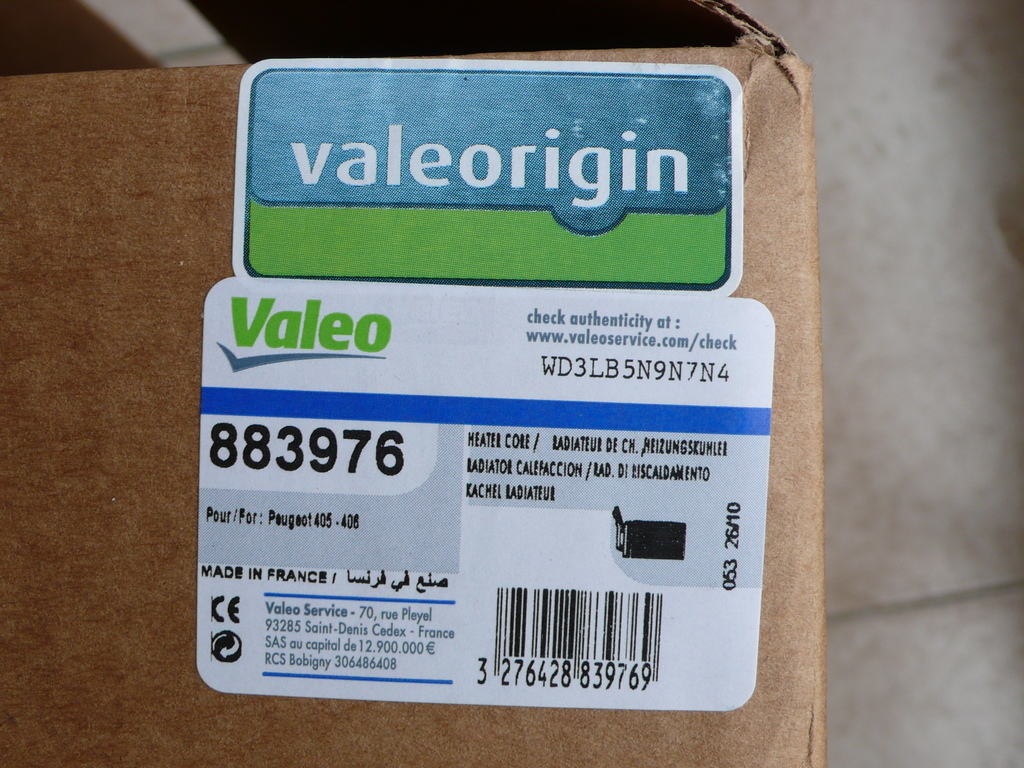 valeorigin
Valeo
check authenticity at :
www.valeoservice.com/check
WD3LB5N9N7N4
883976
HEATER CORE / RADIATEUR DE CH. /HEIZUNGSKUHLER
RADIATOR CALEFACCION / RAD. DI RISCALDAMENTO
KACHEL RADIATEUR
Pour / For : Peugeot 405 - 406
053 26/10
MADE IN FRANCE / صنع في فرنسا
CE
Valeo Service - 70, rue Pleyel
93285 Saint-Denis Cedex - France
SAS au capital de 12.900.000 €
RCS Bobigny 306486408
3 276428 839769